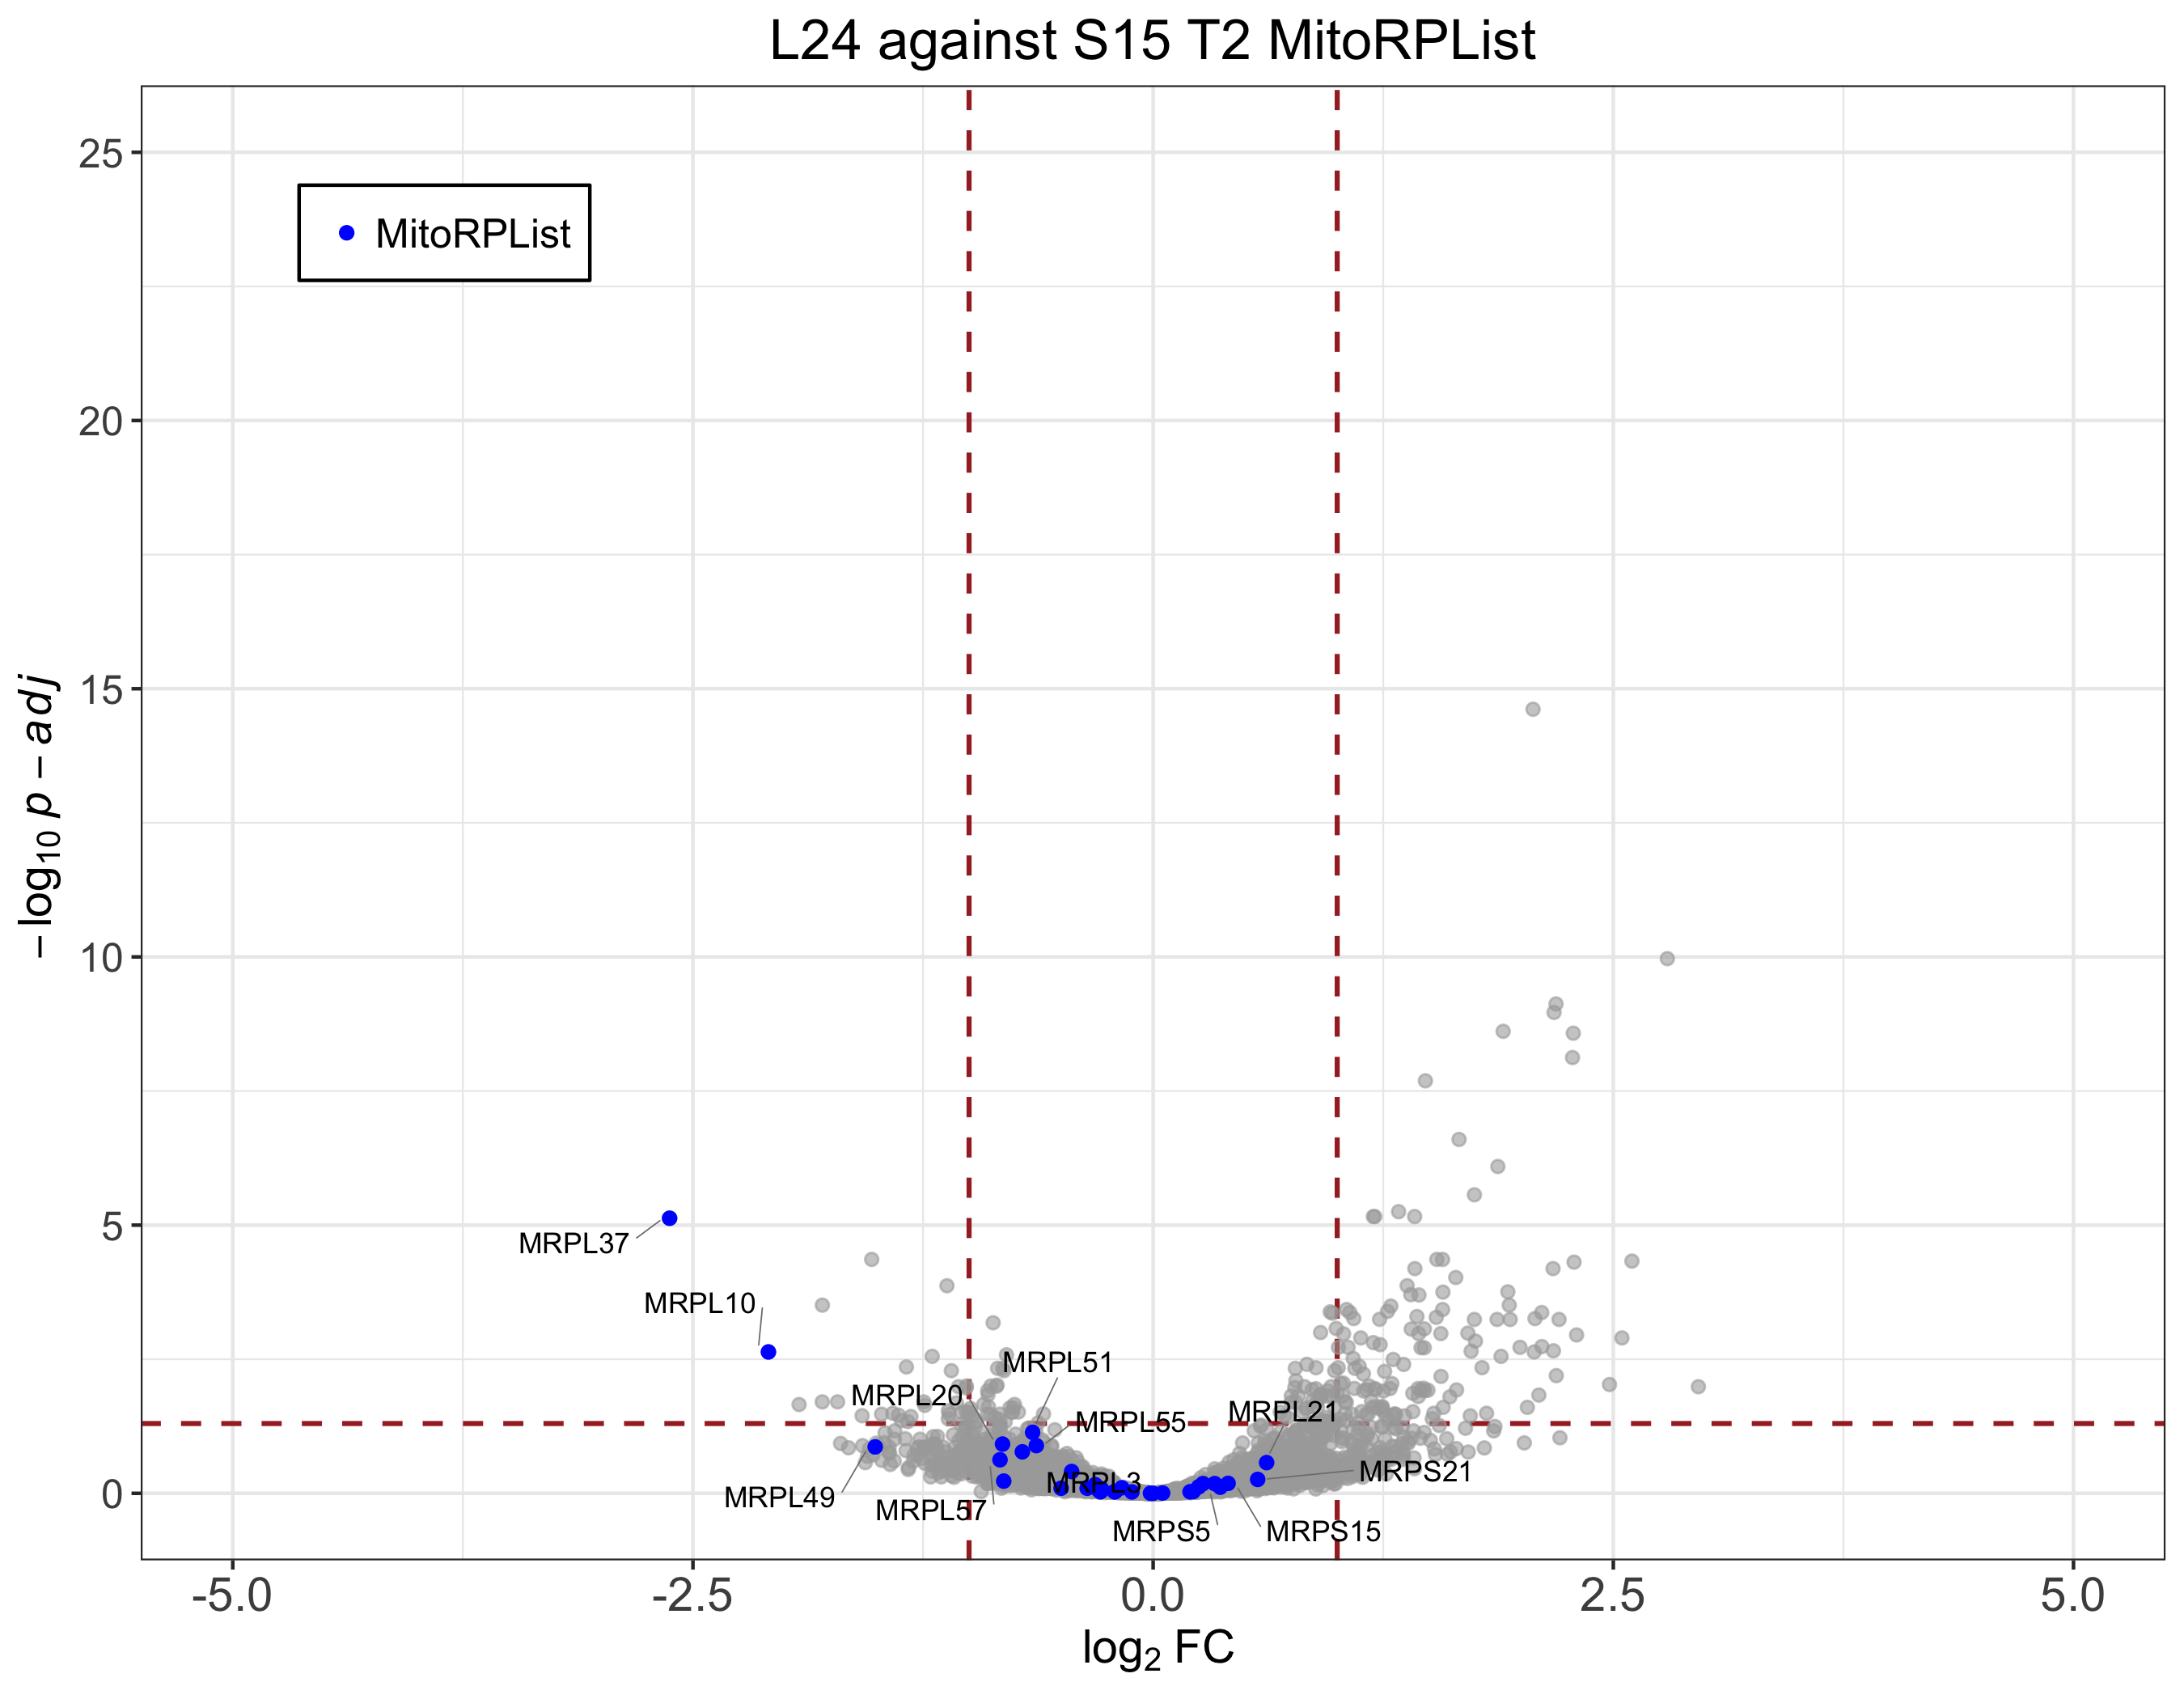 L24 against S15 T2 MitoRPList
25
MitoRPList
20
15
−log10 p − adj
10
5
MRPL37
MRPL10
MRPL51
MRPL20
MRPL55
MRPL21
MRPL3
MRPS21
MRPL49
MRPL57
MRPS5
MRPS15
0
-5.0
-2.5
0.0
2.5
5.0
log2 FC